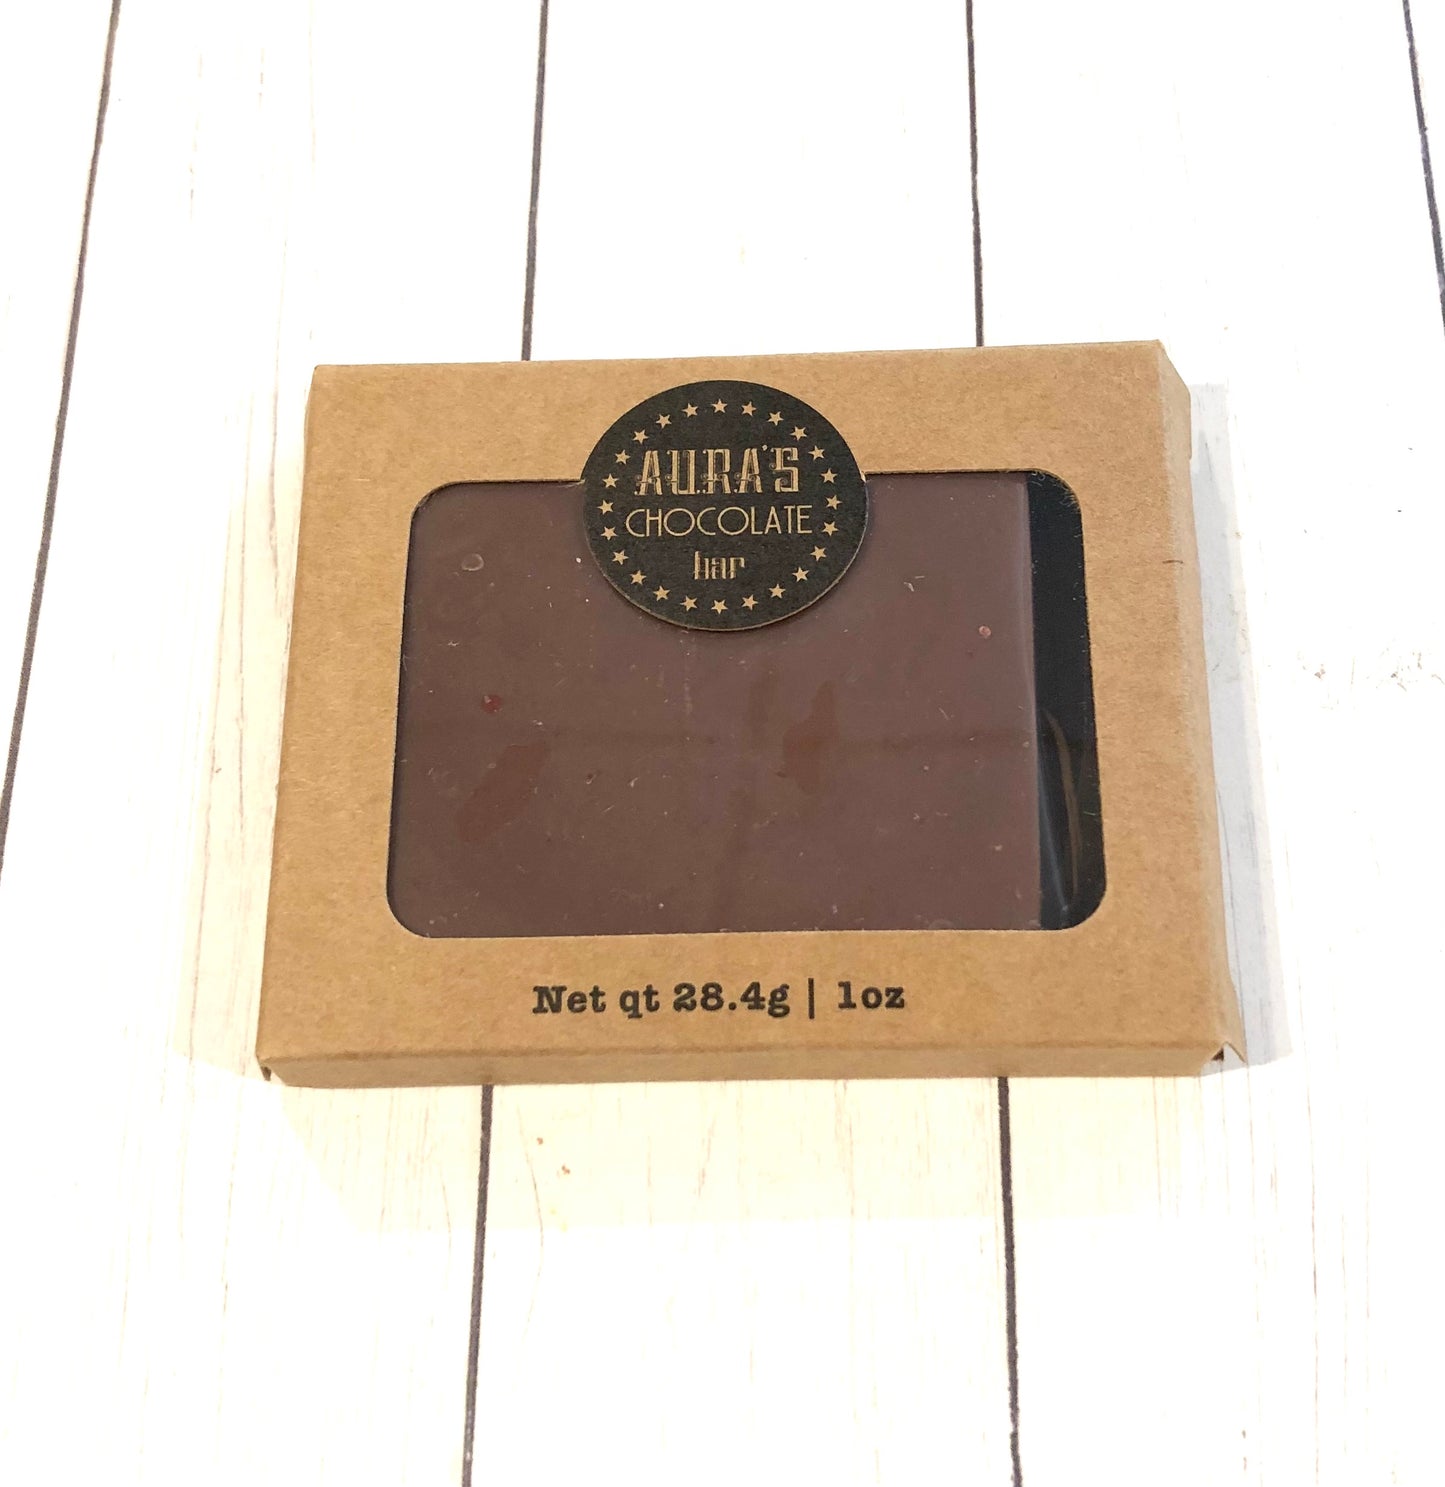 AURA'S
CHOCOLATE
bar
Net qt 28.4g | 1oz